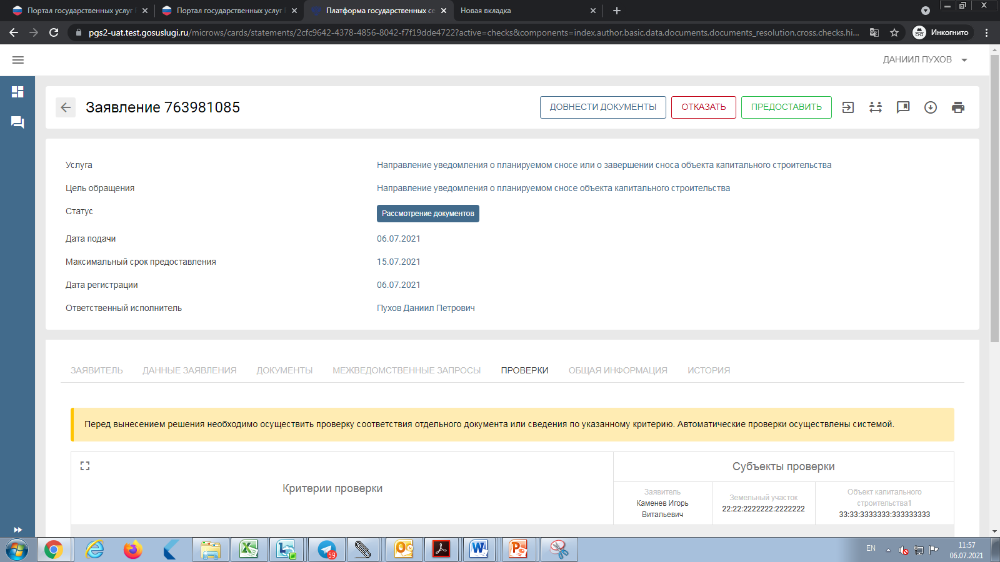 Портал государственных услуг
Портал государственных услуг
Платформа государственных се
Новая вкладка
pgs2-uat.test.gosuslugi.ru/microws/cards/statements/2cfc9642-4378-4856-8042-f7f19dde4722?active=checks&components=index,author,basic,data,documents,documents_resolution,cross,checks,hi...
Инкогнито
ДАНИИЛ ПУХОВ
Заявление 763981085
ДОВНЕСТИ ДОКУМЕНТЫ
ОТКАЗАТЬ
ПРЕДОСТАВИТЬ
Услуга
Направление уведомления о планируемом сносе или о завершении сноса объекта капитального строительства
Цель обращения
Направление уведомления о планируемом сносе объекта капитального строительства
Статус
Рассмотрение документов
Дата подачи
06.07.2021
Максимальный срок предоставления
15.07.2021
Дата регистрации
06.07.2021
Ответственный исполнитель
Пухов Даниил Петрович
ЗАЯВИТЕЛЬ
ДАННЫЕ ЗАЯВЛЕНИЯ
ДОКУМЕНТЫ
МЕЖВЕДОМСТВЕННЫЕ ЗАПРОСЫ
ПРОВЕРКИ
ОБЩАЯ ИНФОРМАЦИЯ
ИСТОРИЯ
Перед вынесением решения необходимо осуществить проверку соответствия отдельного документа или сведения по указанному критерию. Автоматические проверки осуществлены системой.
Критерии проверки
Субъекты проверки
Заявитель
Каменев Игорь
Витальевич
Земельный участок
22:22:2222222:2222222
Объект капитального
строительства1
33:33:3333333:333333333
59
EN
11:57
06.07.2021